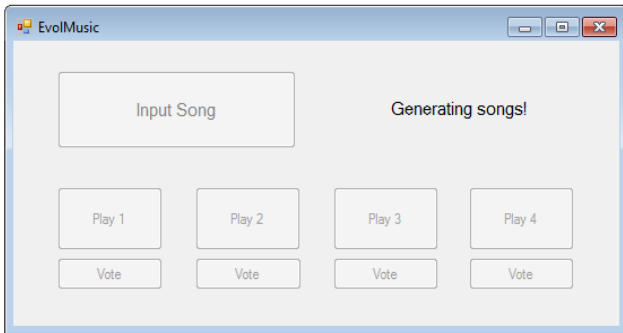 EvolMusic
Input Song
Generating songs!
Play 1
Play 2
Play 3
Play 4
Vote
Vote
Vote
Vote